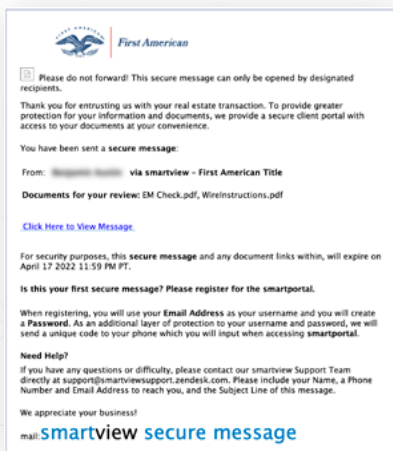 First American
Please do not forward! This secure message can only be opened by designated
recipients.
Thank you for entrusting us with your real estate transaction. To provide greater
protection for your information and documents, we provide a secure client portal with
access to your documents at your convenience.
You have been sent a secure message:
From: via smartview - First American Title
Documents for your review: EM Check.pdf, WireInstructions.pdf
Click Here to View Message
For security purposes, this secure message and any document links within, will expire on
April 17 2022 11:59 PM PT.
Is this your first secure message? Please register for the smartportal.
When registering, you will use your Email Address as your username and you will create
a Password. As an additional layer of protection to your username and password, we will
send a unique code to your phone which you will input when accessing smartportal.
Need Help?
If you have any questions or difficulty, please contact our smartview Support Team
directly at support@smartviewsupport.zendesk.com. Please include your Name, a Phone
Number and Email Address to reach you, and the Subject Line of this message.
We appreciate your business!
mail:smartview secure message